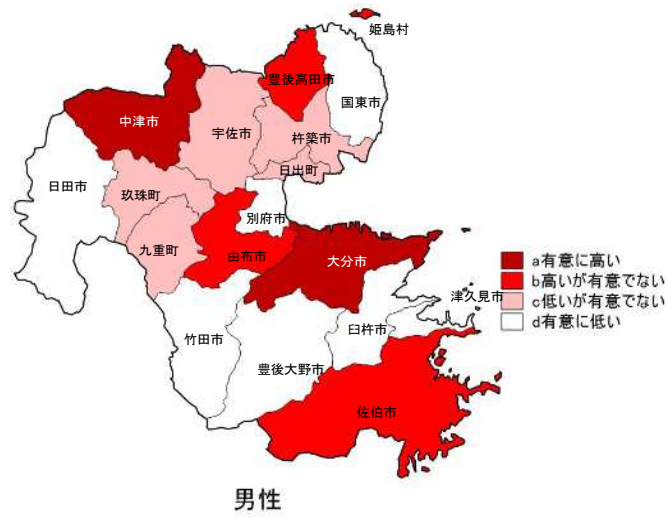 姫島村
豊後高田市
国東市
中津市
宇佐市
杵築市
日出町
日田市
玖珠町
別府市
九重町
由布市
大分市
a有意に高い
b高いが有意でない
c低いが有意でない
d有意に低い
津久見市
臼杵市
竹田市
豊後大野市
佐伯市
男性